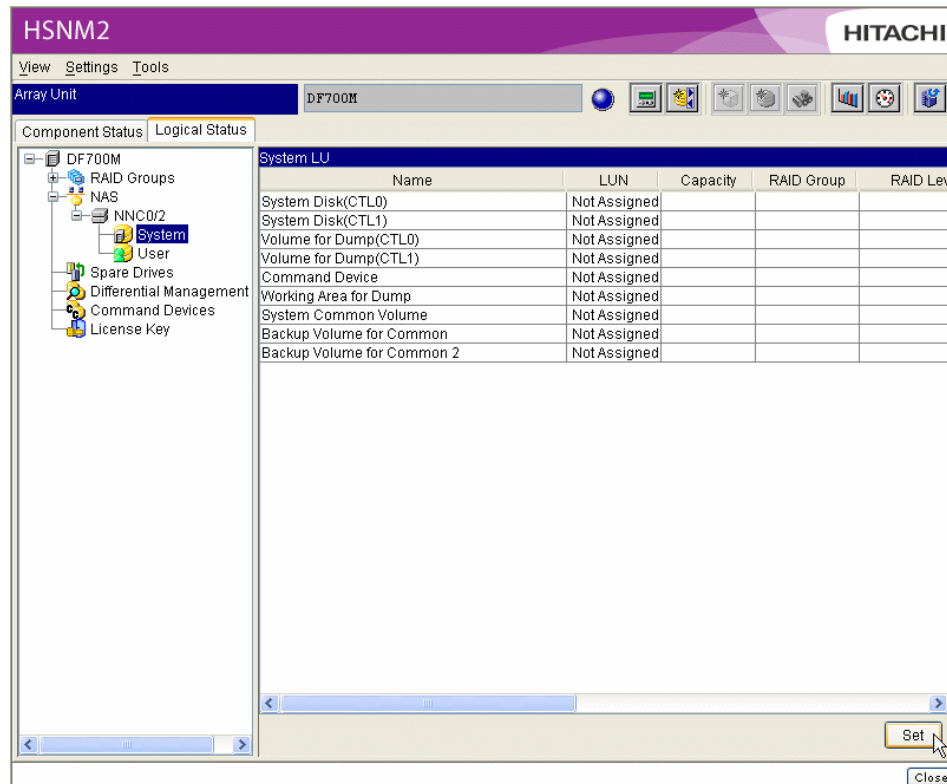 HSNM2
HITACHI
View Settings Tools
Array Unit DF700M
Component Status Logical Status
DF700M
RAID Groups
NAS
NNC0/2
System
User
Spare Drives
Differential Management
Command Devices
License Key
System LU
Name LUN Capacity RAID Group RAID Lev
System Disk(CTL0) Not Assigned
System Disk(CTL1) Not Assigned
Volume for Dump(CTL0) Not Assigned
Volume for Dump(CTL1) Not Assigned
Command Device Not Assigned
Working Area for Dump Not Assigned
System Common Volume Not Assigned
Backup Volume for Common Not Assigned
Backup Volume for Common 2 Not Assigned
Set
Close